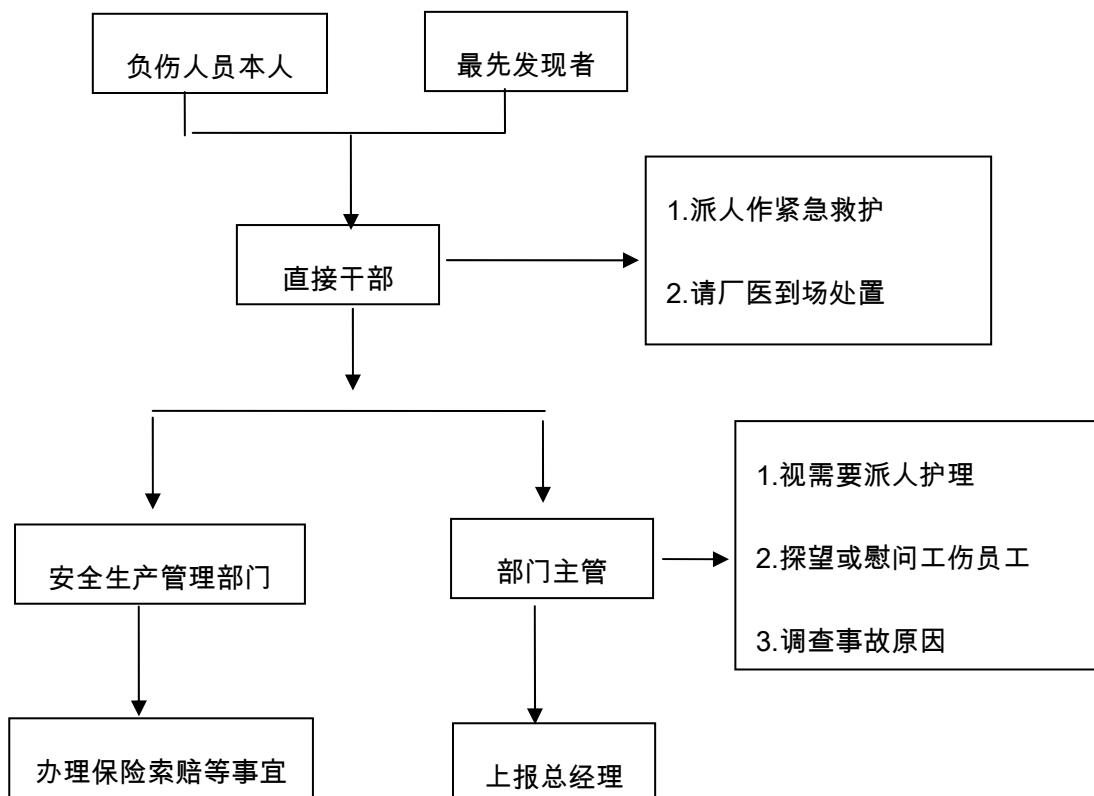 负伤人员本人
最先发现者
直接干部
1.派人作紧急救护
2.请厂医到场处置
安全生产管理部门
部门主管
1.视需要派人护理
2.探望或慰问工伤员工
3.调查事故原因
办理保险索赔等事宜
上报总经理